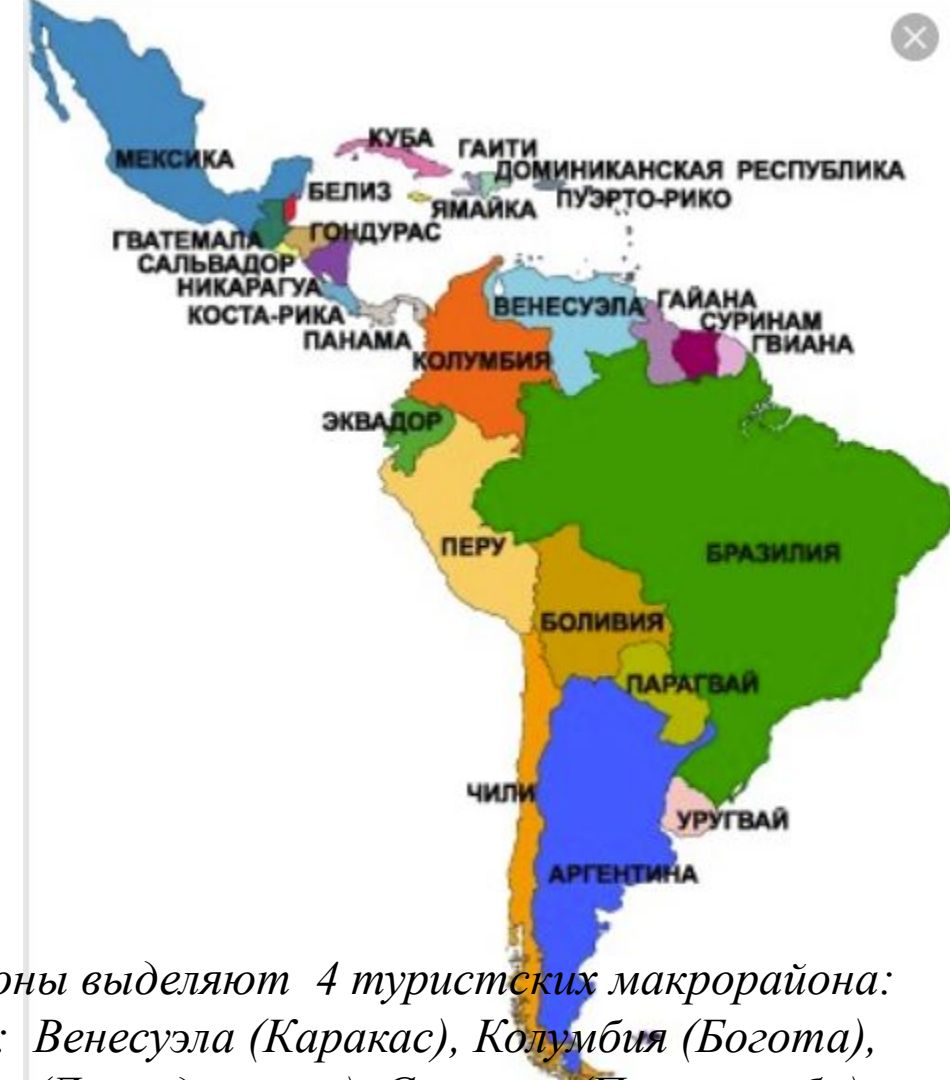 МЕКСИКА
КУБА
ГАИТИ
ДОМИНИКАНСКАЯ РЕСПУБЛИКА
БЕЛИЗ
ЯМАЙКА
ПУЭРТО-РИКО
ГВАТЕМАЛА
ГОНДУРАС
САЛЬВАДОР
НИКАРАГУА
КОСТА-РИКА
ПАНАМА
ВЕНЕСУЭЛА
ГАЙАНА
СУРИНАМ
ГВИАНА
КОЛУМБИЯ
ЭКВАДОР
ПЕРУ
БРАЗИЛИЯ
БОЛИВИЯ
ПАРАГВАЙ
ЧИЛИ
УРУГВАЙ
АРГЕНТИНА
выделяют 4 туристских макрорайона:
: Венесуэла (Каракас), Колумбия (Богота),